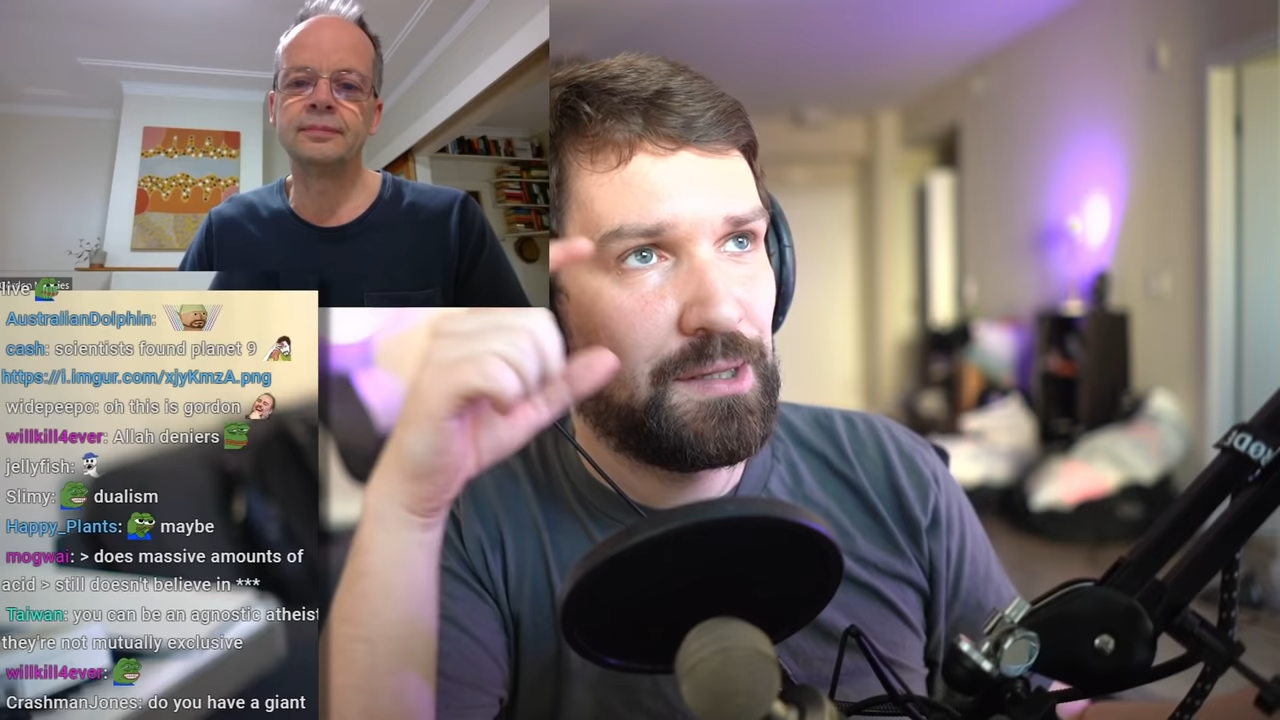 live
AustralianDolphin:
cash: scientists found planet 9
https://i.imgur.com/xjyKmzA.png
widepeepo: oh this is gordon
willkill4ever: Allah deniers
jellyfish:
Slimy: dualism
Happy_Plants: maybe
mogwai: > does massive amounts of
acid > still doesn't believe in ***
Taiwan: you can be an agnostic atheist
they're not mutually exclusive
willkill4ever:
CrashmanJones: do you have a giant
RODE